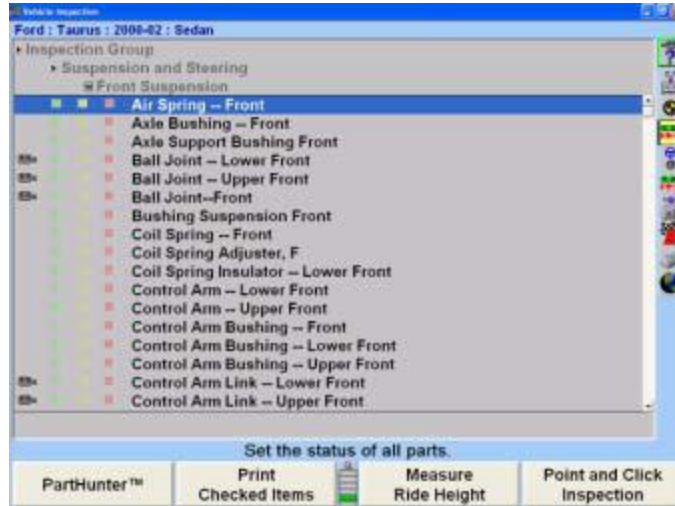 Vehicle Inspection
Ford : Taurus : 2000-02 : Sedan
Inspection Group
Suspension and Steering
Front Suspension
Air Spring -- Front
Axle Bushing -- Front
Axle Support Bushing Front
Ball Joint -- Lower Front
Ball Joint -- Upper Front
Ball Joint--Front
Bushing Suspension Front
Coil Spring -- Front
Coil Spring Adjuster, F
Coil Spring Insulator -- Lower Front
Control Arm -- Lower Front
Control Arm -- Upper Front
Control Arm Bushing -- Front
Control Arm Bushing -- Lower Front
Control Arm Bushing -- Upper Front
Control Arm Link -- Lower Front
Control Arm Link -- Upper Front
Set the status of all parts.
PartHunter™
Print
Checked Items
Measure
Ride Height
Point and Click
Inspection